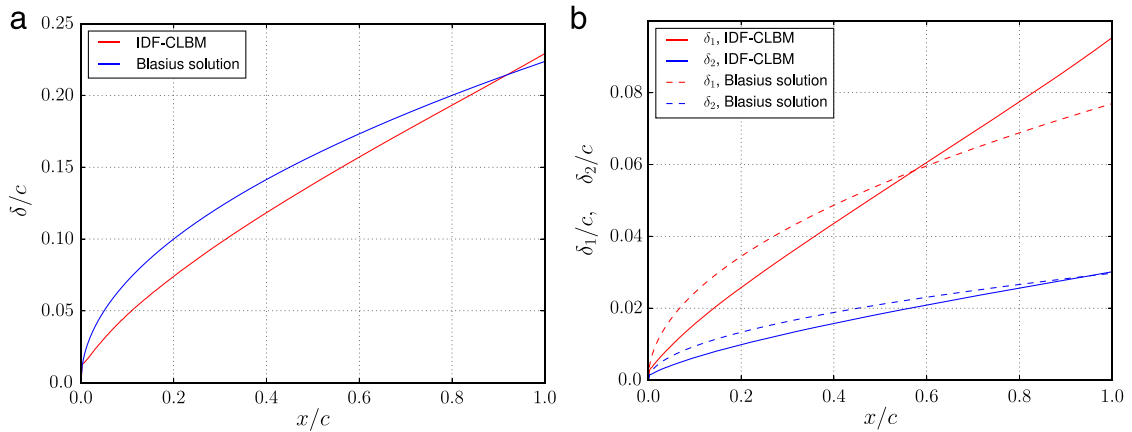 a
IDF-CLBM
Blasius solution
0.25
0.20
0.15
0.10
0.05
0.0
δ/c
0.0 0.2 0.4 0.6 0.8 1.0
x/c
b
δ₁, IDF-CLBM
δ₂, IDF-CLBM
δ₁, Blasius solution
δ₂, Blasius solution
0.08
0.06
0.04
0.02
0.0
δ₁/c, δ₂/c
0.0 0.2 0.4 0.6 0.8 1.0
x/c